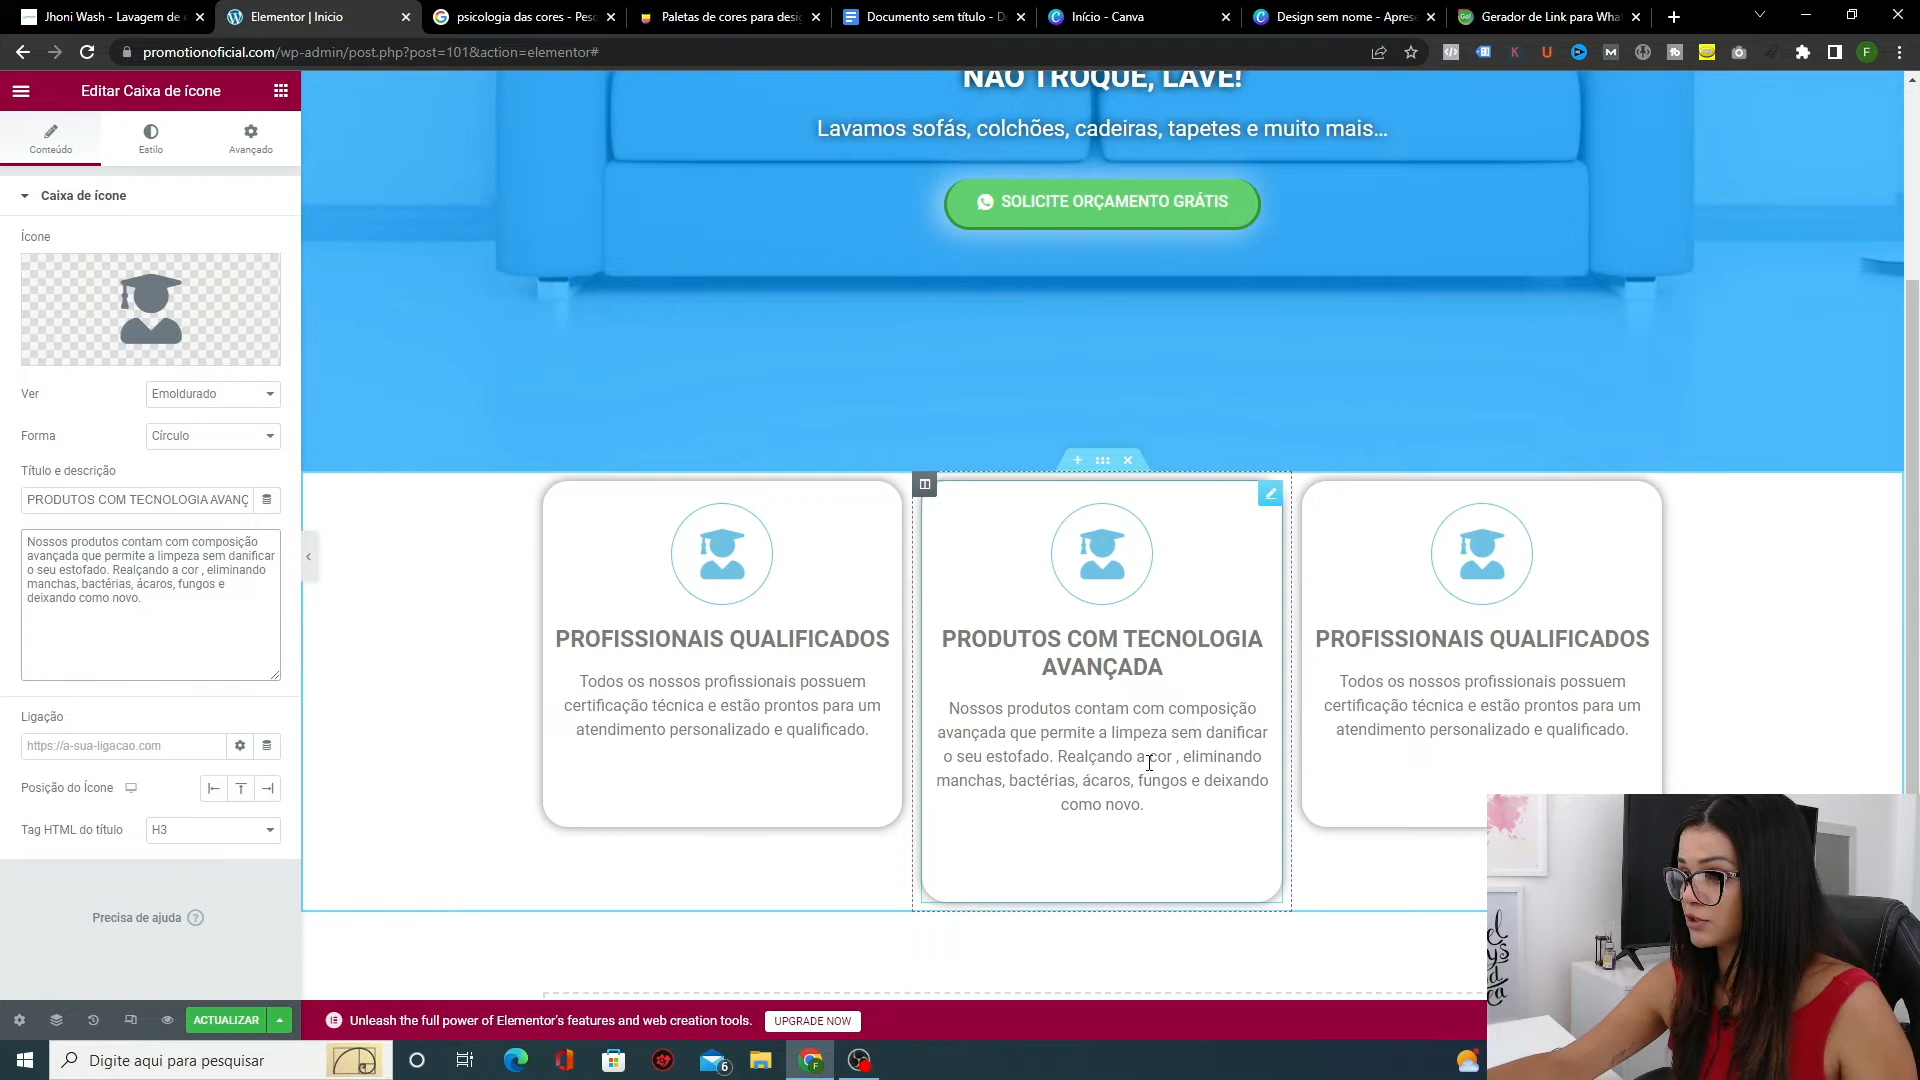 Jhoni Wash - Lavagem de
Elementor | Inicio
psicologia das cores - Pesq
Paletas de cores para desig
Documento sem título - D
Início - Canva
Design sem nome - Aprese
Gerador de Link para What
promotionoficial.com/wp-admin/post.php?post=101&action=elementor#
Editar Caixa de ícone
Conteúdo
Estilo
Avançado
Caixa de ícone
Ícone
Ver
Emoldurado
Forma
Círculo
Título e descrição
PRODUTOS COM TECNOLOGIA AVANÇ
Nossos produtos contam com composição
avançada que permite a limpeza sem danificar
o seu estofado. Realçando a cor , eliminando
manchas, bactérias, ácaros, fungos e
deixando como novo.
Ligação
https://a-sua-ligacao.com
Posição do Ícone
Tag HTML do título
H3
Precisa de ajuda
ACTUALIZAR
NÃO TROQUE, LAVE!
Lavamos sofás, colchões, cadeiras, tapetes e muito mais...
SOLICITE ORÇAMENTO GRÁTIS
PROFISSIONAIS QUALIFICADOS
Todos os nossos profissionais possuem
certificação técnica e estão prontos para um
atendimento personalizado e qualificado.
PRODUTOS COM TECNOLOGIA
AVANÇADA
Nossos produtos contam com composição
avançada que permite a limpeza sem danificar
o seu estofado. Realçando a cor , eliminando
manchas, bactérias, ácaros, fungos e deixando
como novo.
PROFISSIONAIS QUALIFICADOS
Todos os nossos profissionais possuem
certificação técnica e estão prontos para um
atendimento personalizado e qualificado.
Unleash the full power of Elementor's features and web creation tools.
UPGRADE NOW
Digite aqui para pesquisar
6